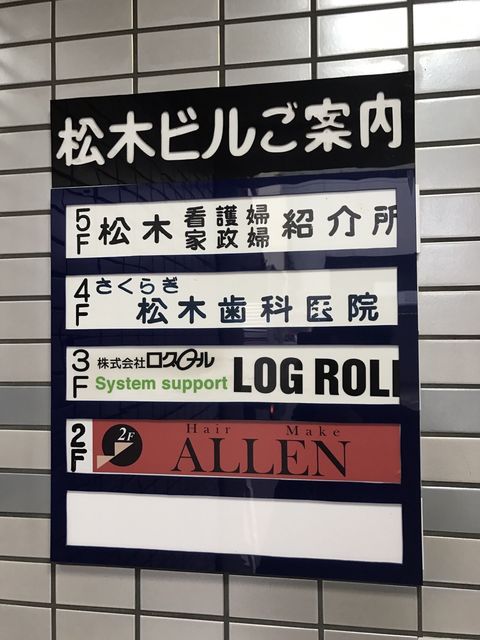 松木ビルご案内
5F 松木 看護婦 家政婦 紹介所
4F さくらぎ 松木歯科医院
3F 株式会社ログロール System support LOG ROLL
2F 2F Hair Make ALLEN